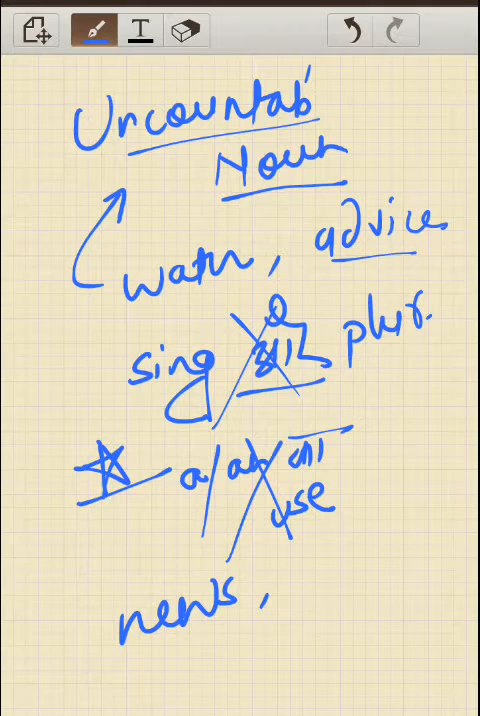 T
Uncountab'
Noun
water, advice
sing plur.
a/an/
use
news,